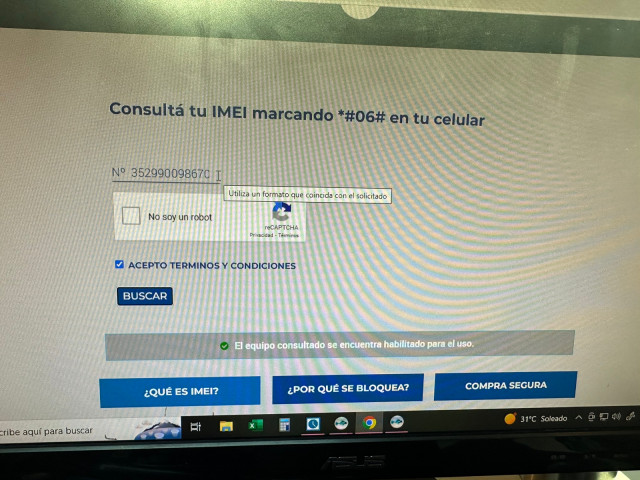 Consultá tu IMEI marcando *#06# en tu celular
Nº 35299009867C
Utiliza un formato que coincida con el solicitado
No soy un robot
reCAPTCHA
Privacidad - Términos
ACEPTO TERMINOS Y CONDICIONES
BUSCAR
El equipo consultado se encuentra habilitado para el uso.
¿QUÉ ES IMEI?
¿POR QUÉ SE BLOQUEA?
COMPRA SEGURA
cribe aquí para buscar
31°C Soleado
ASUS